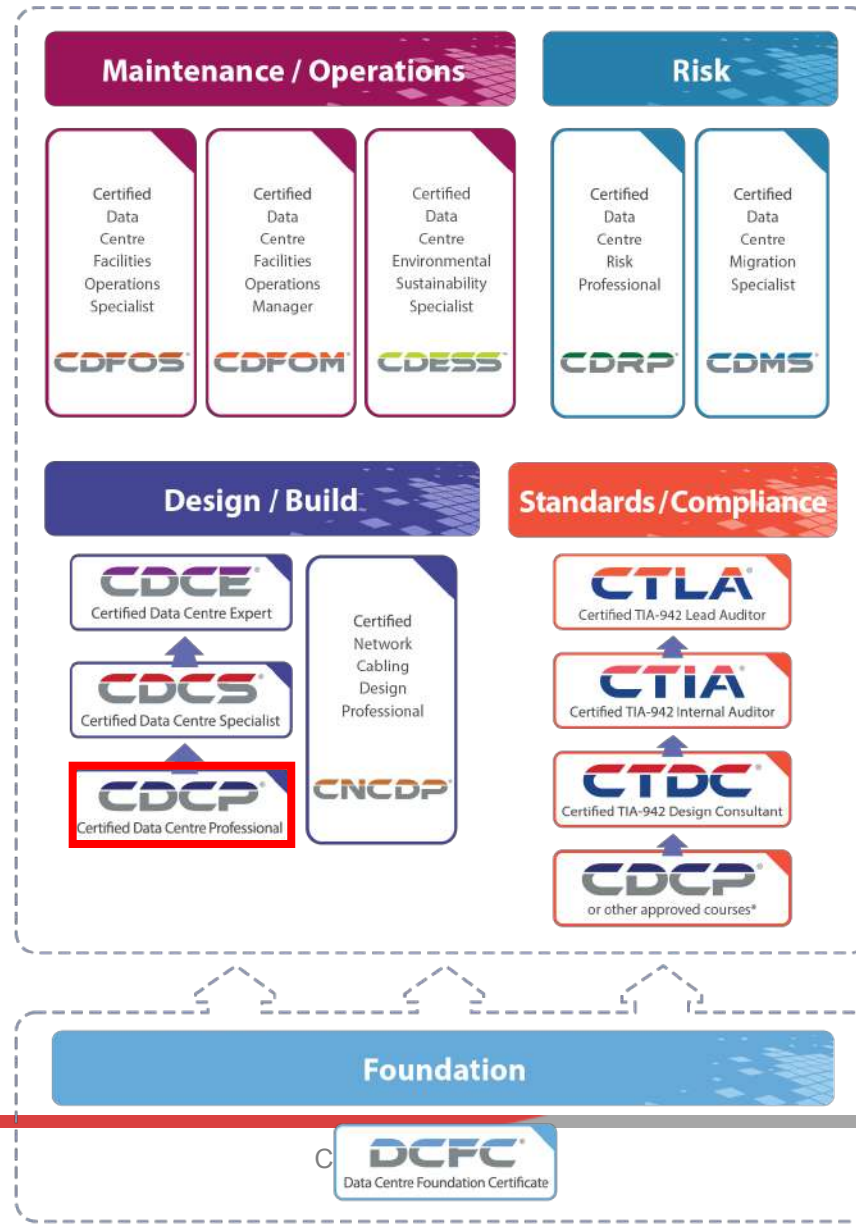 Maintenance / Operations
Certified
Data
Centre
Facilities
Operations
Specialist
CDFOS®
Certified
Data
Centre
Facilities
Operations
Manager
CDFOM®
Certified
Data
Centre
Environmental
Sustainability
Specialist
CDESS™
Risk
Certified
Data
Centre
Risk
Professional
CDRP®
Certified
Data
Centre
Migration
Specialist
CDMS®
Design / Build
CDCE®
Certified Data Centre Expert
CDCS®
Certified Data Centre Specialist
CDCP®
Certified Data Centre Professional
Certified
Network
Cabling
Design
Professional
CNCDP®
Standards / Compliance
CTLA®
Certified TIA-942 Lead Auditor
CTIA®
Certified TIA-942 Internal Auditor
CTDC®
Certified TIA-942 Design Consultant
CDCP®
or other approved courses*
Foundation
C
DCFC®
Data Centre Foundation Certificate